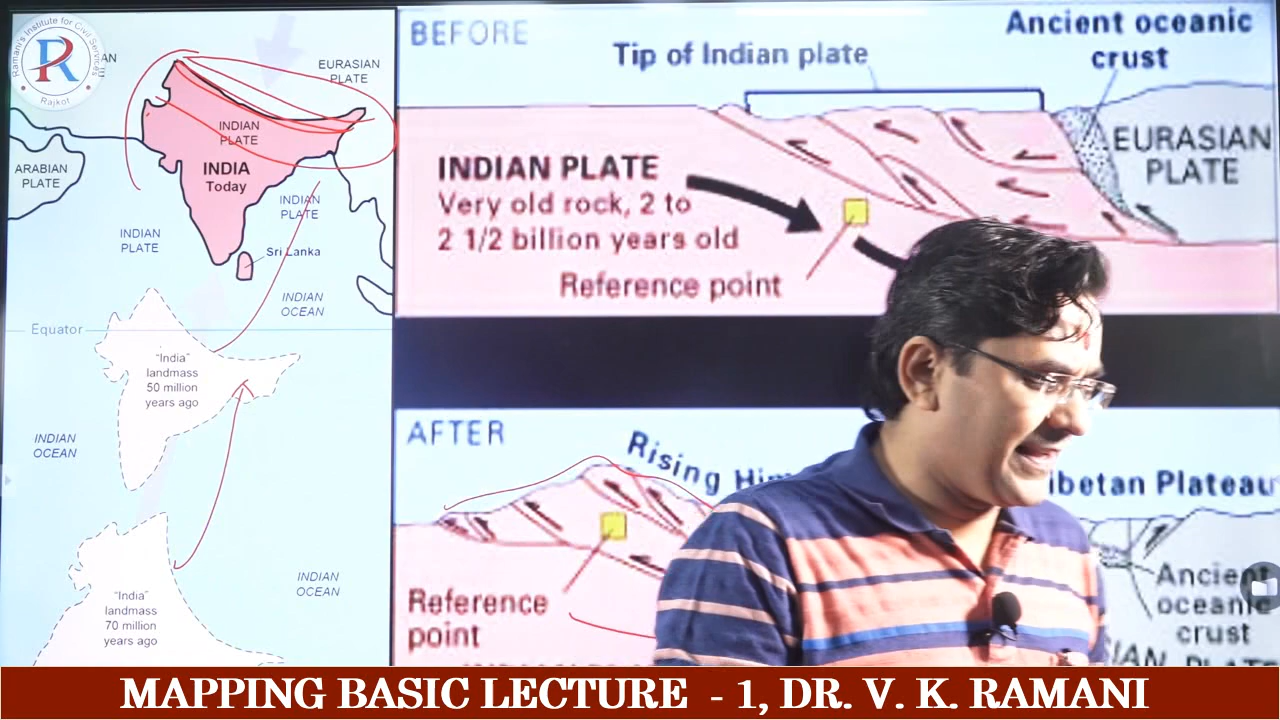 Ramani's Institute for Civil Services
R
Rajkot
AN
EURASIAN
PLATE
INDIAN
PLATE
INDIA
Today
ARABIAN
PLATE
INDIAN
PLATE
INDIAN
PLATE
Sri Lanka
INDIAN
OCEAN
Equator
"India"
landmass
50 million
years ago
INDIAN
OCEAN
INDIAN
OCEAN
"India"
landmass
70 million
years ago
BEFORE
Tip of Indian plate
Ancient oceanic
crust
EURASIAN
PLATE
INDIAN PLATE
Very old rock, 2 to
2 1/2 billion years old
Reference point
AFTER
Rising Him
ibetan Plateau
Reference
point
Ancient
oceanic
crust
MAPPING BASIC LECTURE - 1, DR. V. K. RAMANI